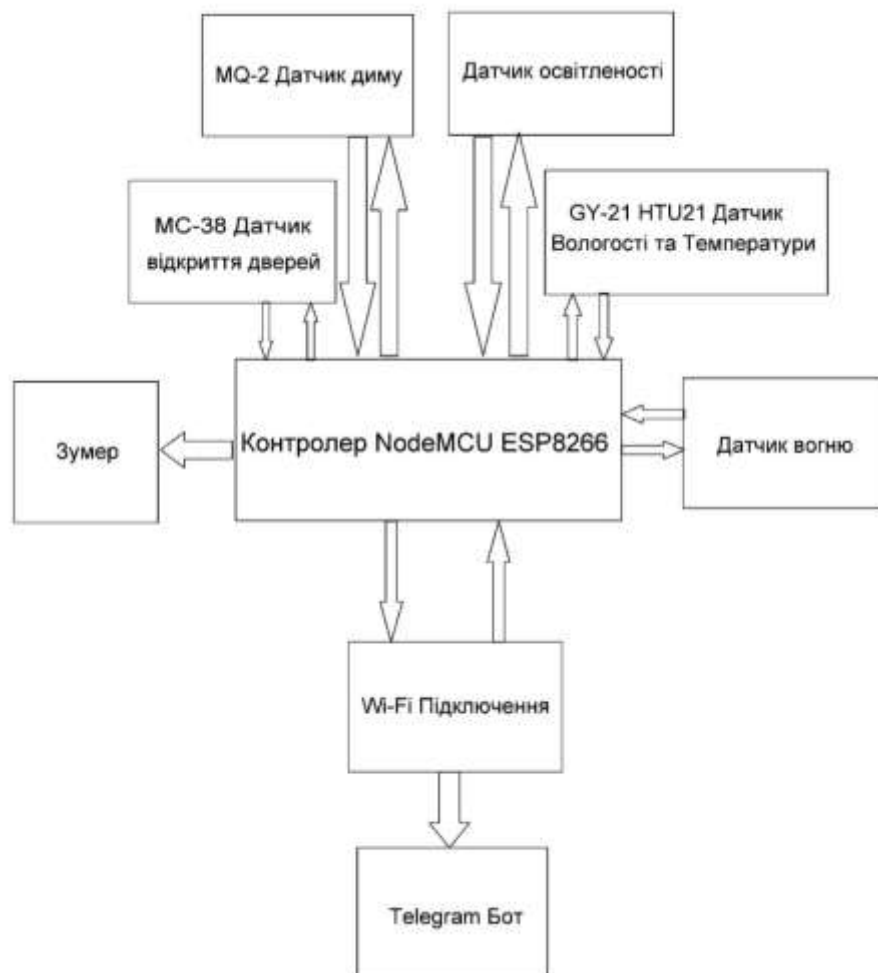 MQ-2 Датчик диму
Датчик освітленості
МС-38 Датчик
відкриття дверей
GY-21 HTU21 Датчик
Вологості та Температури
Зумер
Контролер NodeMCU ESP8266
Датчик вогню
Wi-Fi Підключення
Telegram Бот